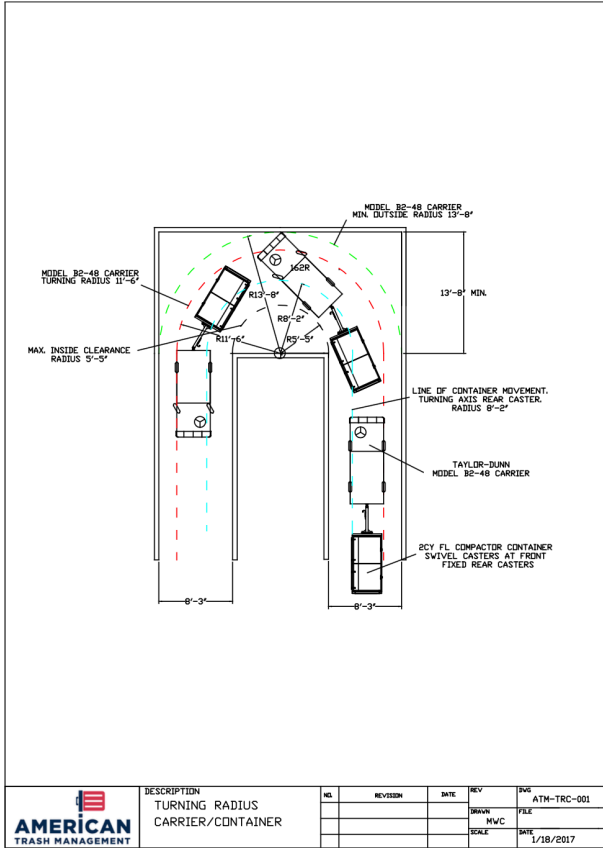 MODEL B2-48 CARRIER
MIN. OUTSIDE RADIUS 13'-8"
162R
MODEL B2-48 CARRIER
TURNING RADIUS 11'-6"
R13'-8"
13'-8" MIN.
R8'-2"
R11'-6"
R5'-5"
MAX. INSIDE CLEARANCE
RADIUS 5'-5"
LINE OF CONTAINER MOVEMENT.
TURNING AXIS REAR CASTER.
RADIUS 8'-2"
TAYLOR-DUNN
MODEL B2-48 CARRIER
2CY FL COMPACTOR CONTAINER
SWIVEL CASTERS AT FRONT
FIXED REAR CASTERS
8'-3"
8'-3"
AMERICAN
TRASH MANAGEMENT
DESCRIPTION
TURNING RADIUS
CARRIER/CONTAINER
NO. REVISION DATE
REV
DWG
ATM-TRC-001
DRAWN
MWC
FILE
SCALE
DATE
1/18/2017